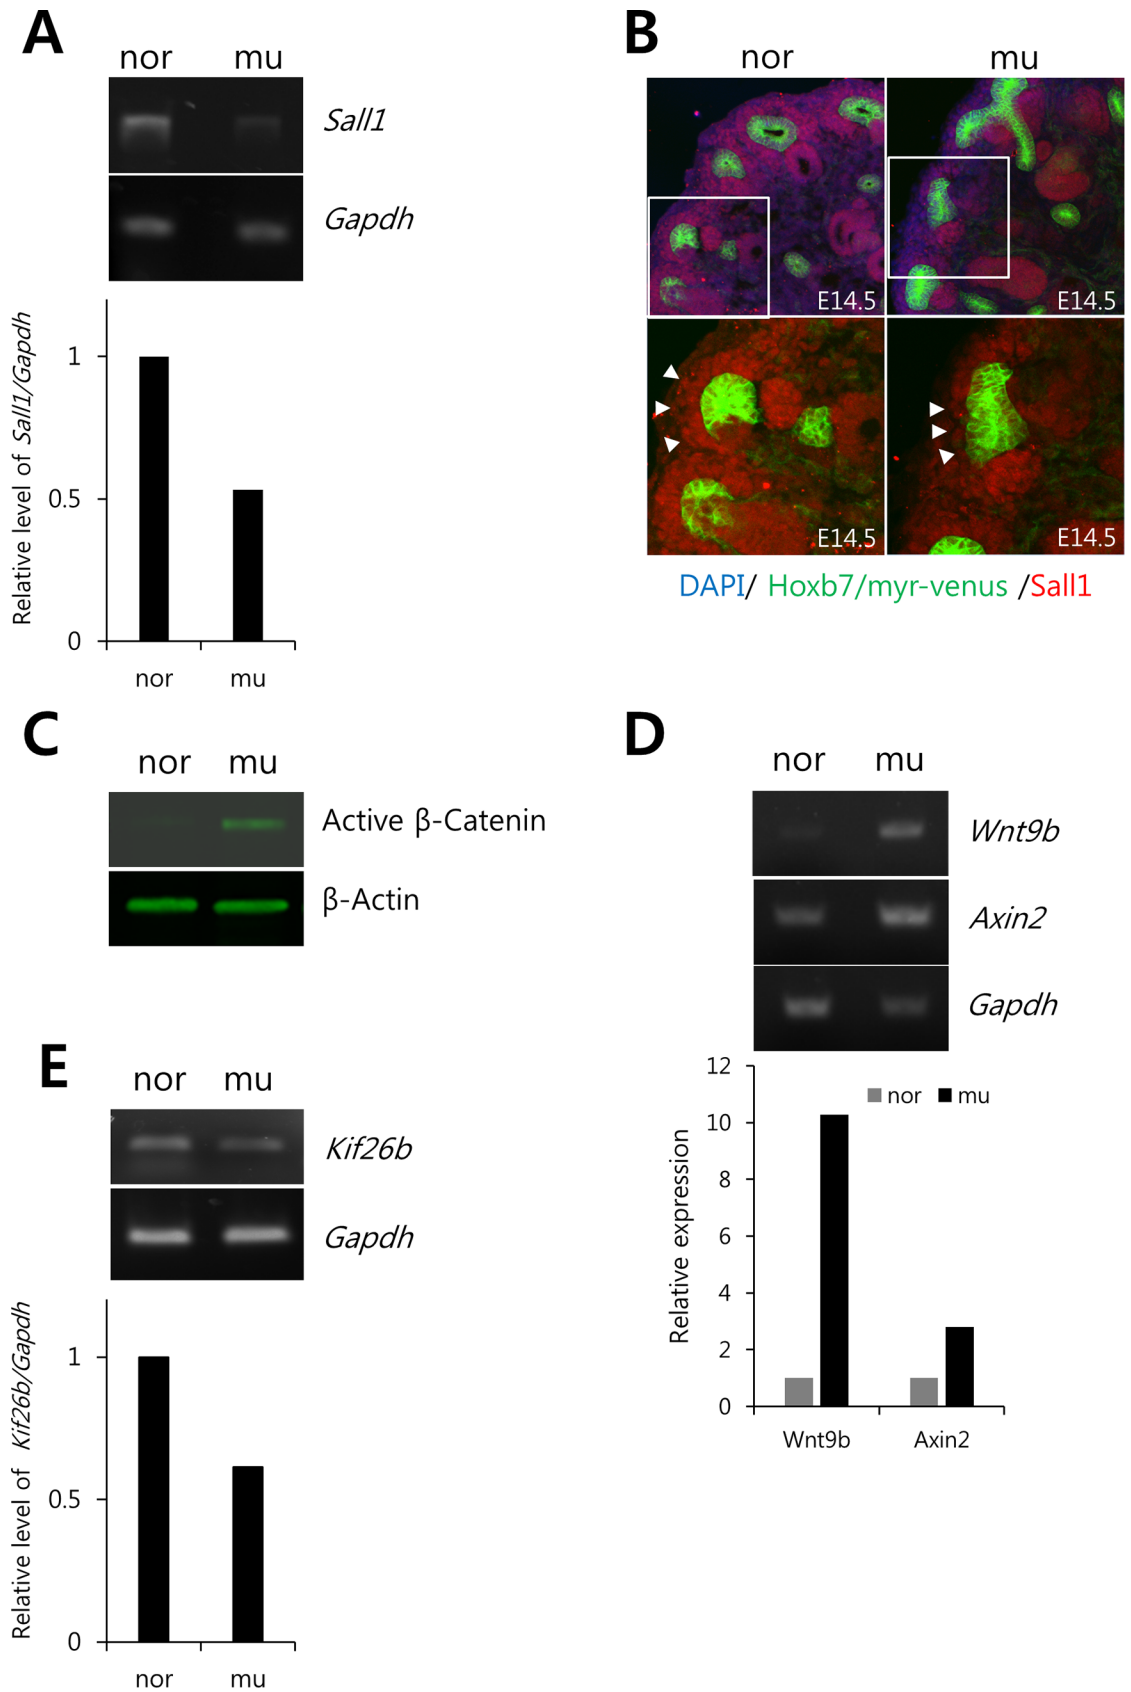 A
nor mu
Sall1
Gapdh
Relative level of Sall1/Gapdh
1
0.5
0
nor mu
B
nor mu
E14.5 E14.5
E14.5 E14.5
DAPI/ Hoxb7/myr-venus /Sall1
C
nor mu
Active β-Catenin
β-Actin
D
nor mu
Wnt9b
Axin2
Gapdh
Relative expression
12
10
8
6
4
2
0
nor mu
Wnt9b Axin2
E
nor mu
Kif26b
Gapdh
Relative level of Kif26b/Gapdh
1
0.5
0
nor mu